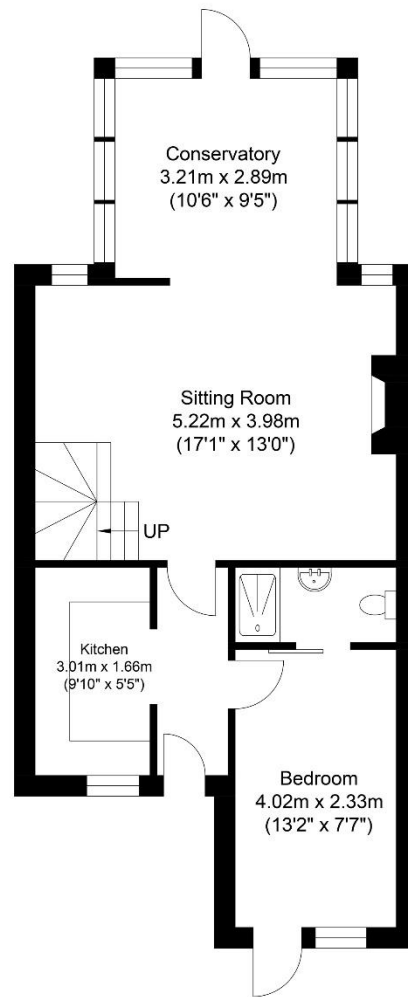 Conservatory
3.21m x 2.89m
(10'6" x 9'5")
Sitting Room
5.22m x 3.98m
(17'1" x 13'0")
UP
Kitchen
3.01m x 1.66m
(9'10" x 5'5")
Bedroom
4.02m x 2.33m
(13'2" x 7'7")